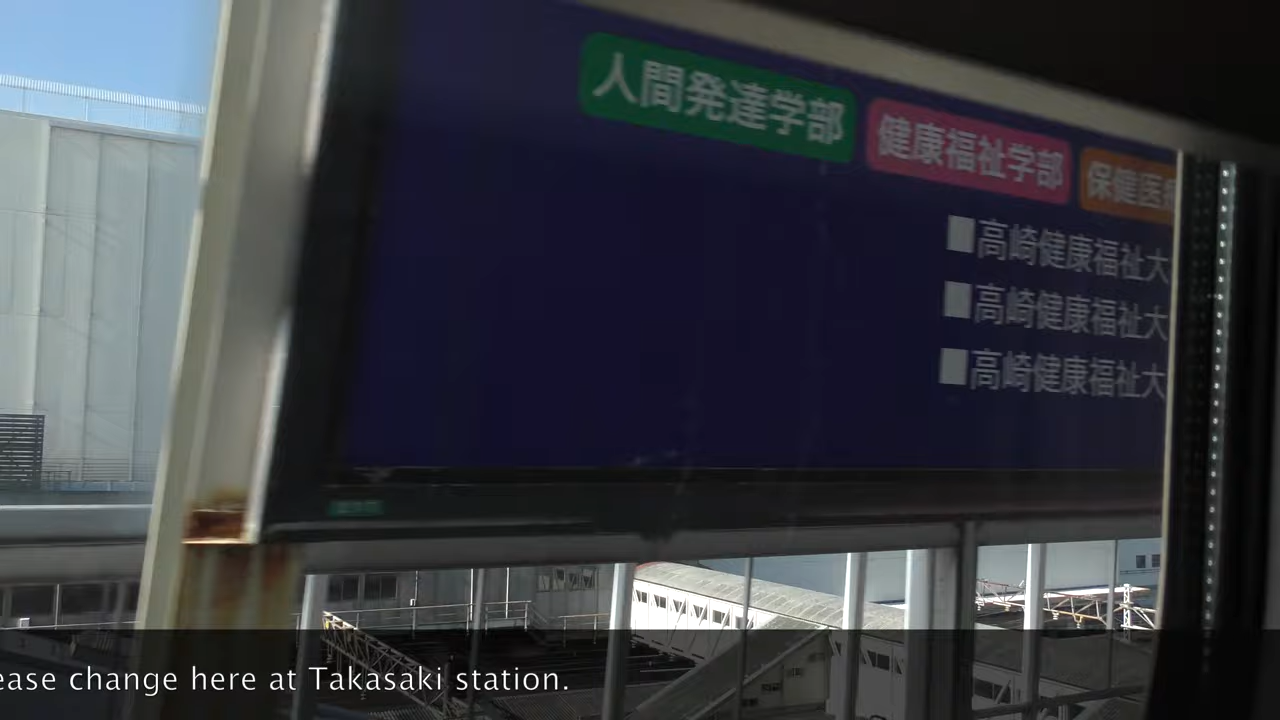 人間発達学部 健康福祉学部 保健医療
■高崎健康福祉大
■高崎健康福祉大
■高崎健康福祉大
ease change here at Takasaki station.